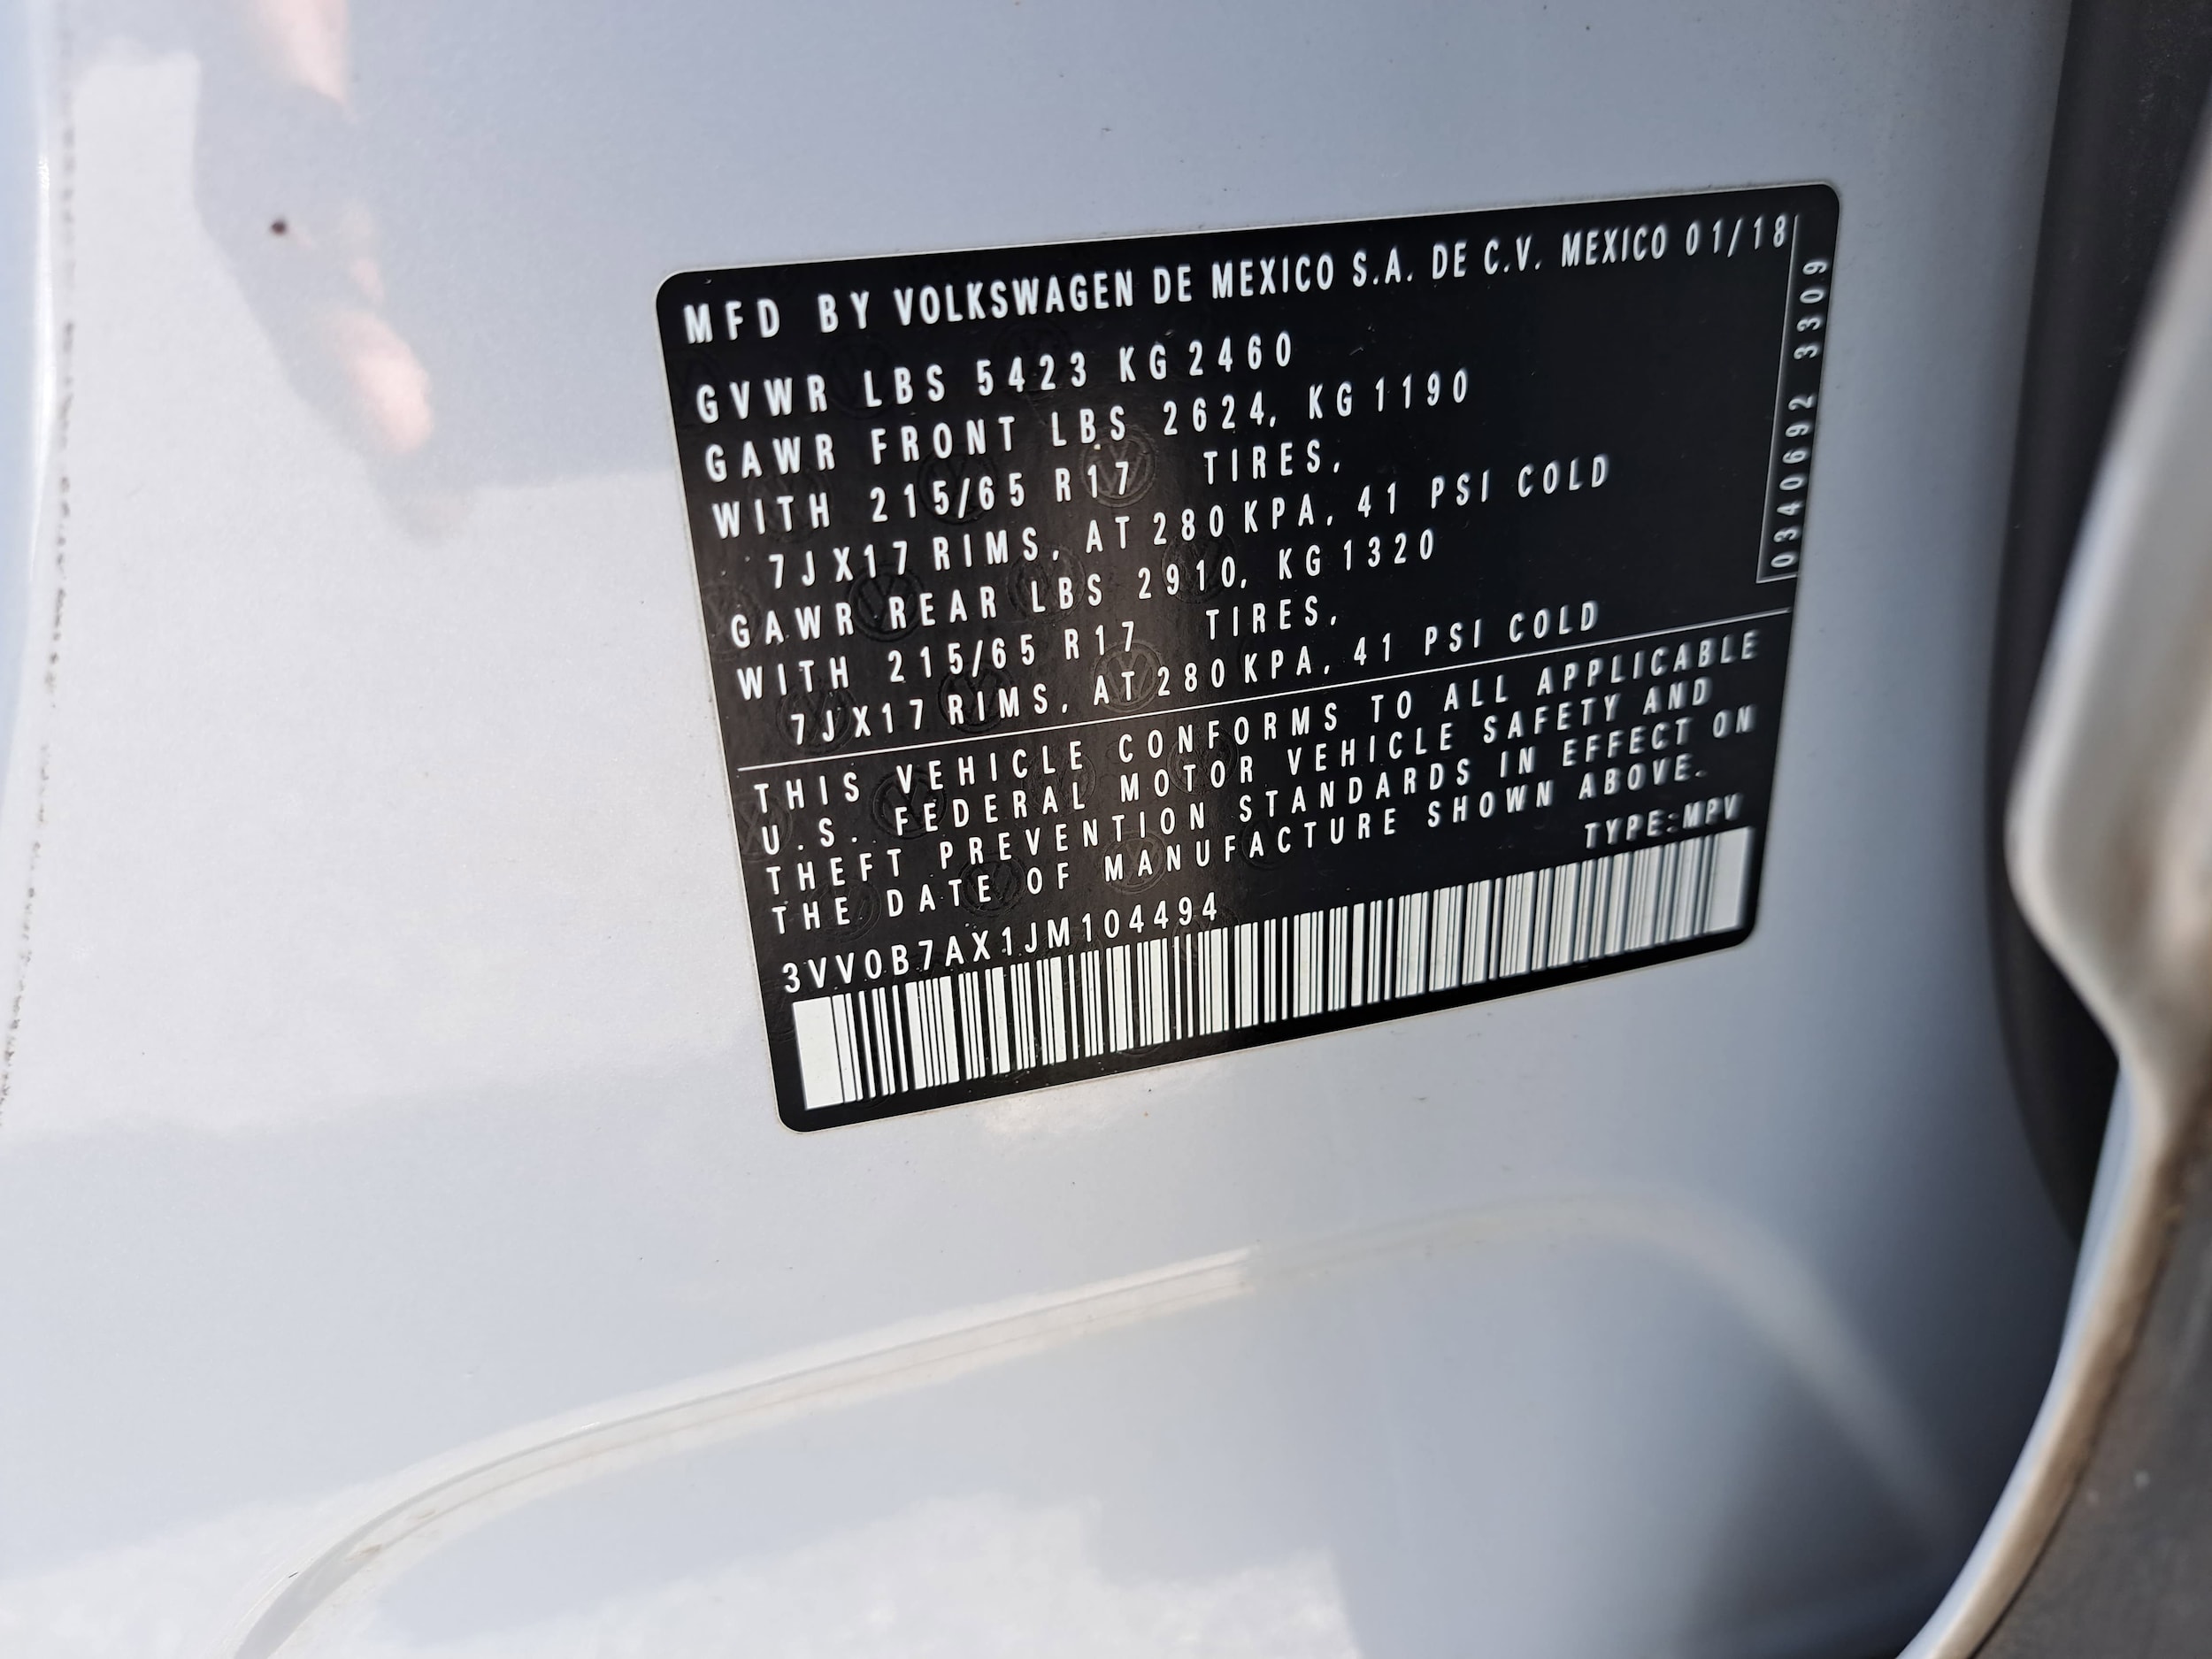 MFD BY VOLKSWAGEN DE MEXICO S.A. DE C.V. MEXICO 01/18
GVWR LBS 5423 KG 2460
GAWR FRONT LBS 2624, KG 1190
WITH 215/65 R17 TIRES,
7JX17 RIMS, AT 280 KPA, 41 PSI COLD
GAWR REAR LBS 2910, KG 1320
WITH 215/65 R17 TIRES,
7JX17 RIMS, AT 280 KPA, 41 PSI COLD
0340692 3309
THIS VEHICLE CONFORMS TO ALL APPLICABLE
U.S. FEDERAL MOTOR VEHICLE SAFETY AND
THEFT PREVENTION STANDARDS IN EFFECT ON
THE DATE OF MANUFACTURE SHOWN ABOVE.
TYPE:MPV
3VV0B7AX1JM104494